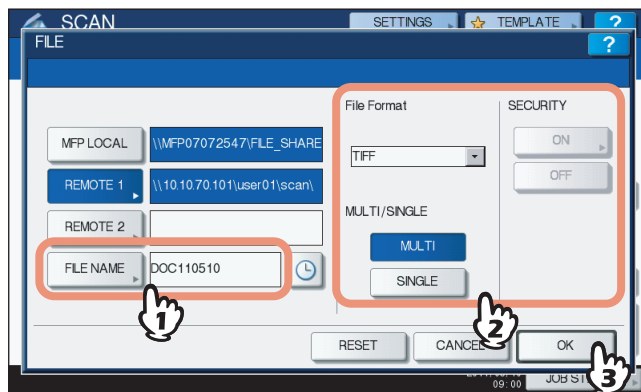 SCAN
SETTINGS
TEMPLATE
?
FILE
?
File Format
SECURITY
MFP LOCAL
\\MFP07072547\FILE_SHARE
TIFF
ON
OFF
REMOTE 1
\\10.10.70.101\user01\scan\
MULTI/SINGLE
REMOTE 2
MULTI
FILE NAME
DOC110510
SINGLE
1
2
RESET
CANCEL
OK
3
09:00
JOB ST